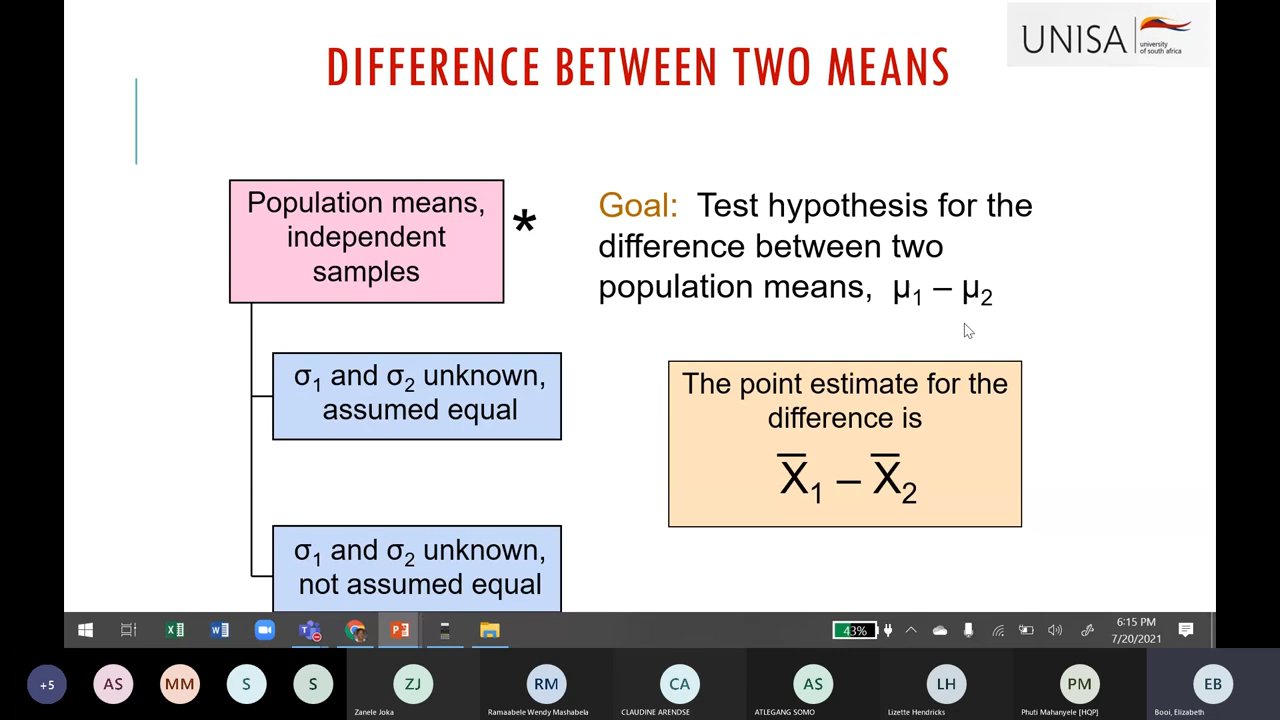 UNISA
university
of south africa
DIFFERENCE BETWEEN TWO MEANS
Population means,
independent
samples
*
Goal: Test hypothesis for the
difference between two
population means, μ1 – μ2
σ1 and σ2 unknown,
assumed equal
The point estimate for the
difference is
X̅1 – X̅2
σ1 and σ2 unknown,
not assumed equal
43%
6:15 PM
7/20/2021
+5
AS
MM
S
S
ZJ
Zanele Joka
RM
Ramaabele Wendy Mashabela
CA
CLAUDINE ARENDSE
AS
ATLEGANG SOMO
LH
Lizette Hendricks
PM
Phuti Mahanyele [HQP]
EB
Booi, Elizabeth